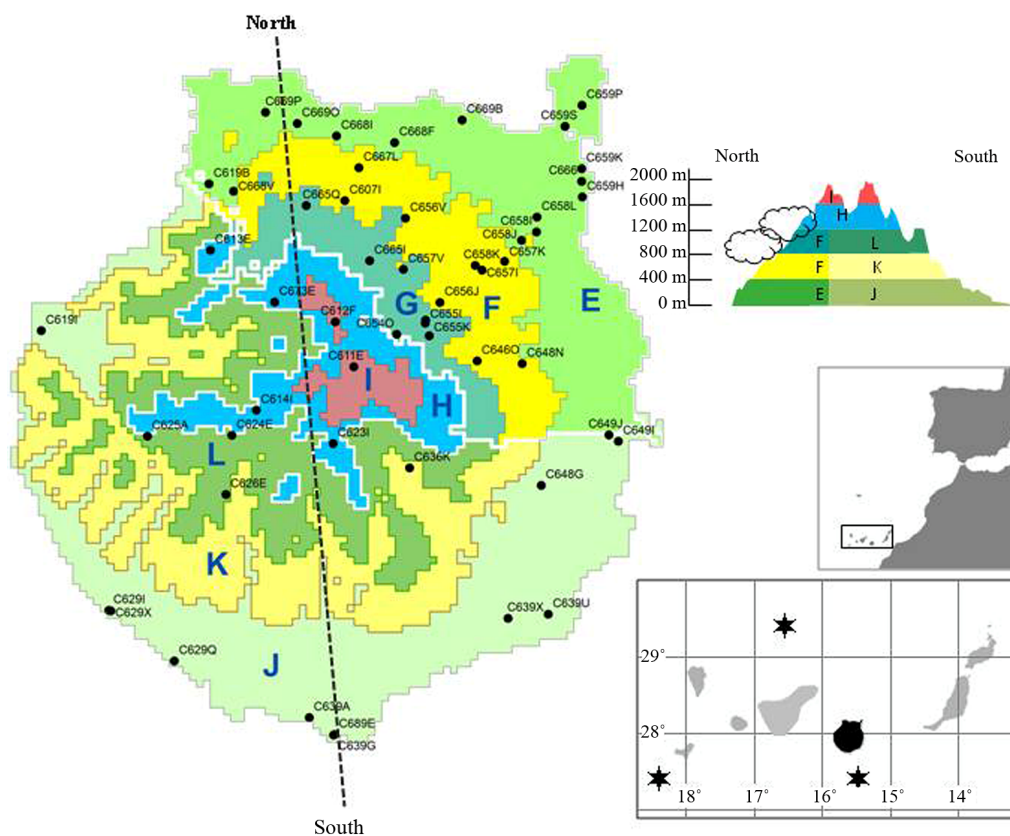 North
C669P
C669O
C668I
C668F
C669B
C659P
C659S
C667L
C659K
C666
C659H
C619B
C668V
C665O
C607I
C656V
C658I
C658L
C658J
C613E
C665I
C657V
C658K
C657K
C657I
C673E
C656J
G
F
E
C612F
C655I
C654O
C655K
C619I
C611E
C646O
C648N
I
H
C614I
C625A
C624E
C623I
C649J
C649I
L
C636K
C626E
C648G
K
C629I
C629X
C639X
C639U
C629Q
J
C639A
C689E
C639G
South
North
South
2000 m
1600 m
1200 m
800 m
400 m
0 m
I
H
F
L
F
K
E
J
29°
28°
18°
17°
16°
15°
14°